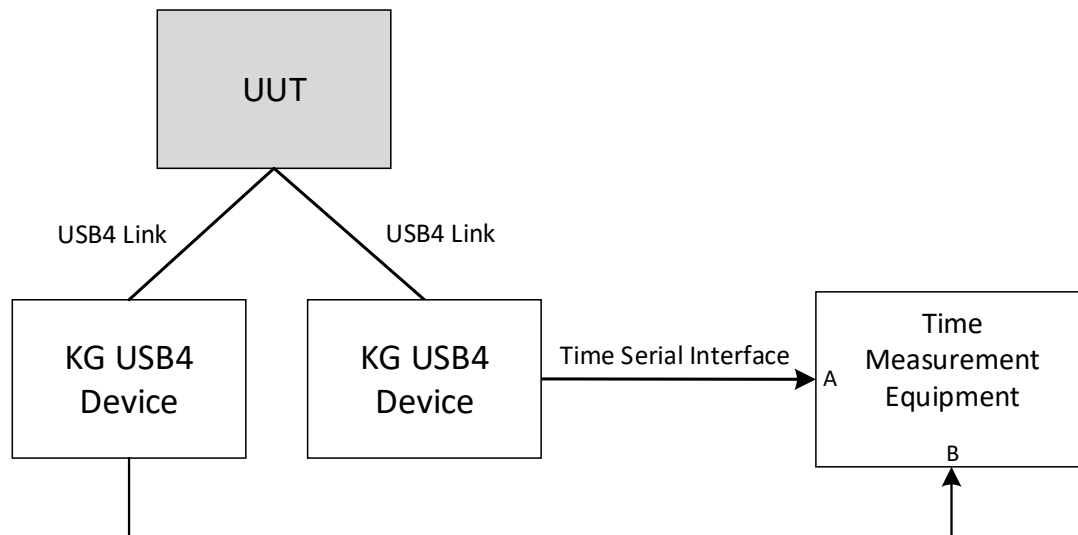 UUT
USB4 Link
USB4 Link
KG USB4
Device
KG USB4
Device
Time Serial Interface
A
Time
Measurement
Equipment
B